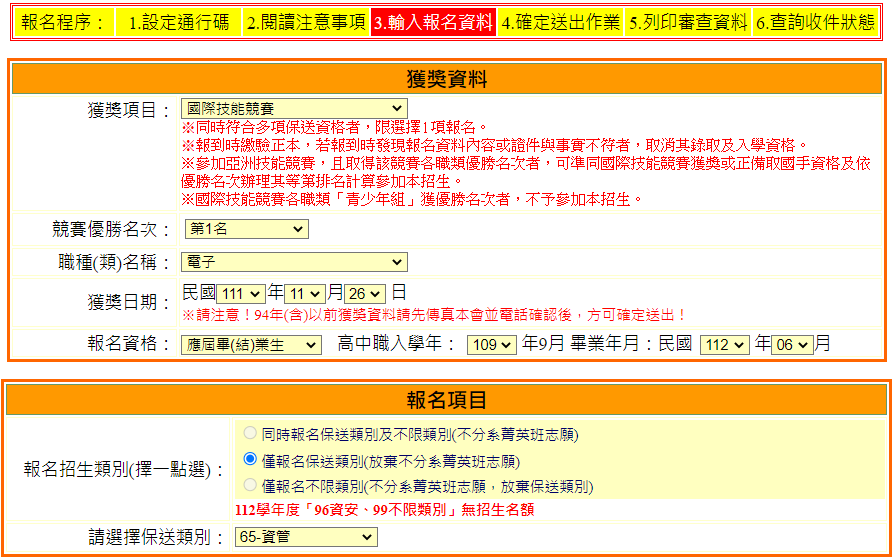 報名程序： 1.設定通行碼 2.閱讀注意事項 3.輸入報名資料 4.確定送出作業 5.列印審查資料 6.查詢收件狀態
獲獎資料
獲獎項目： 國際技能競賽
※同時符合多項保送資格者，限選擇1項報名。
※報到時繳驗正本，若報到時發現報名資料內容或證件與事實不符者，取消其錄取及入學資格。
※參加亞洲技能競賽，且取得該競賽各職類優勝名次者，可準同國際技能競賽獲獎或正備取國手資格及依
優勝名次辦理其等第排名計算參加本招生。
※國際技能競賽各職類「青少年組」獲優勝名次者，不予參加本招生。
競賽優勝名次： 第1名
職種(類)名稱： 電子
獲獎日期： 民國 111 年 11 月 26 日
※請注意！94年(含)以前獲獎資料請先傳真本會並電話確認後，方可確定送出！
報名資格： 應屆畢(結)業生 高中職入學年： 109 年9月 畢業年月：民國 112 年 06 月
報名項目
報名招生類別(擇一點選)：
同時報名保送類別及不限類別(不分系菁英班志願)
僅報名保送類別(放棄不分系菁英班志願)
僅報名不限類別(不分系菁英班志願，放棄保送類別)
112學年度「96資安、99不限類別」無招生名額
請選擇保送類別： 65-資管